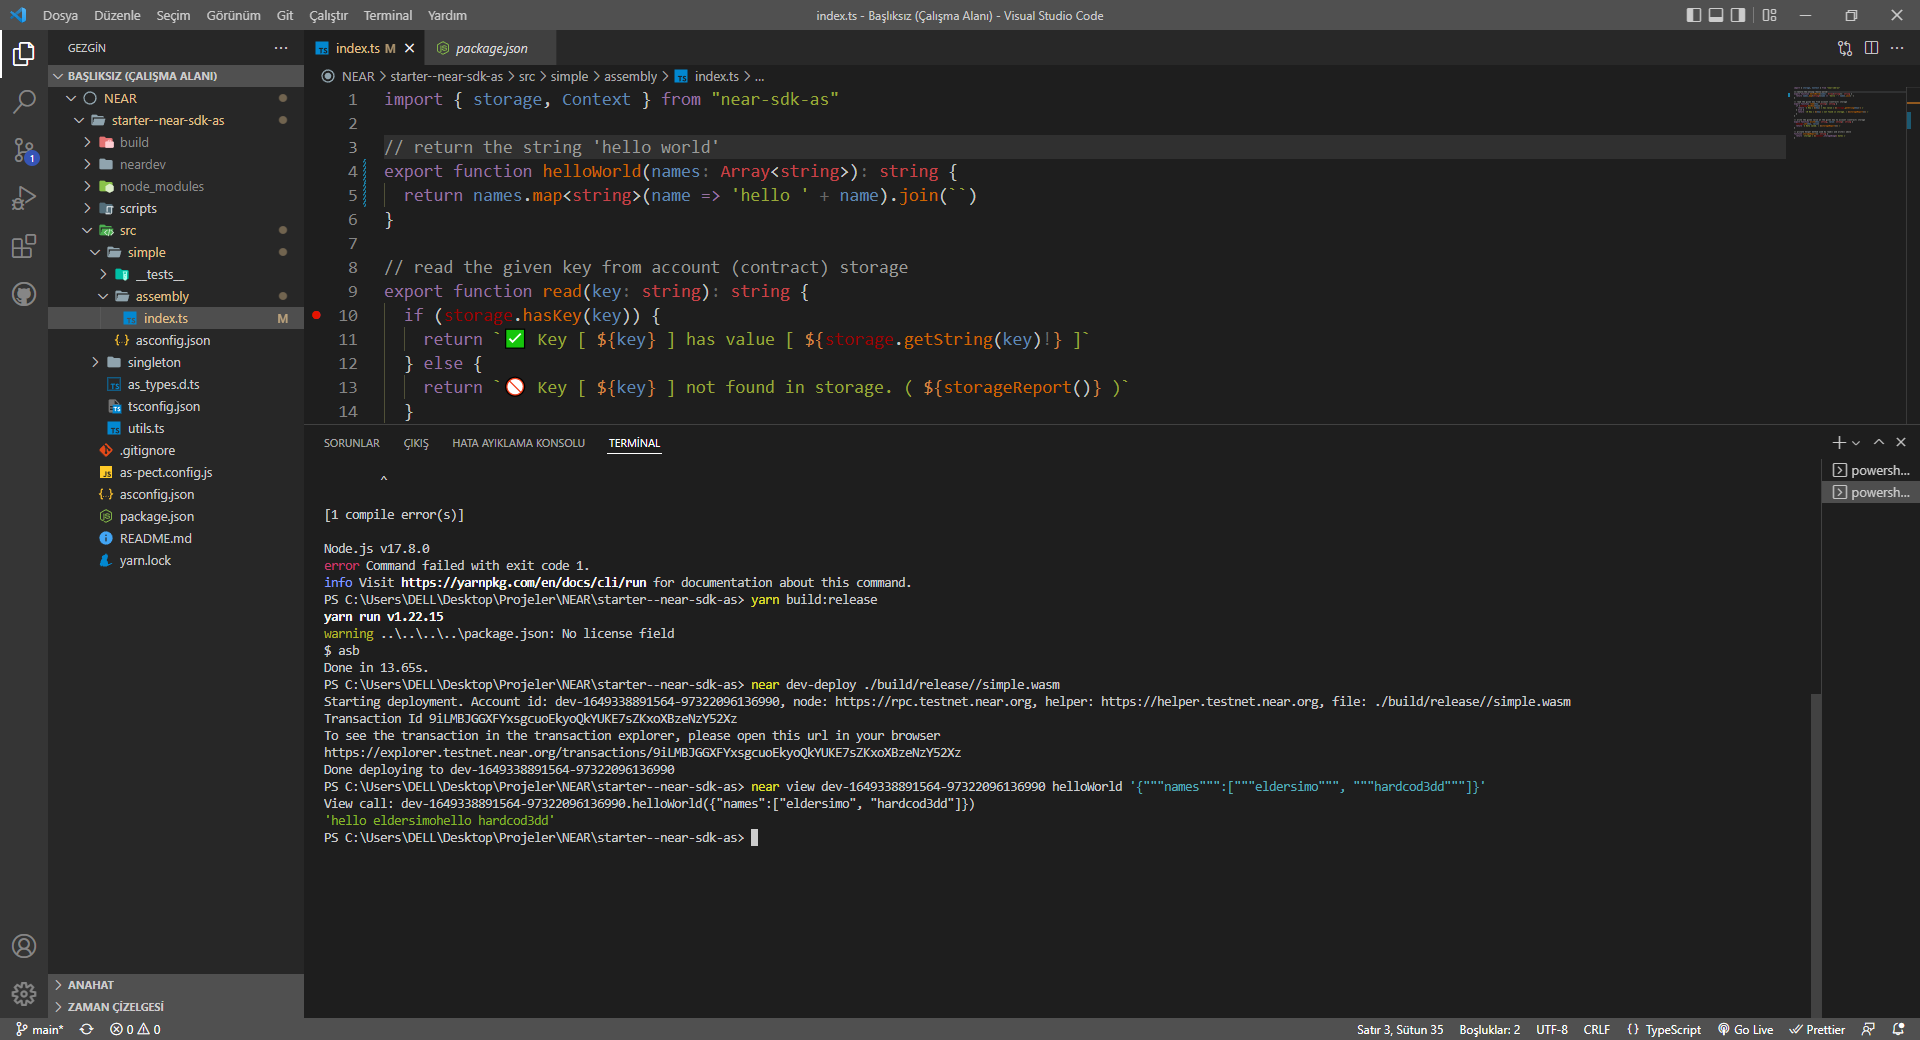 Dosya Düzenle Seçim Görünüm Git Çalıştır Terminal Yardım
index.ts - Başlıksız (Çalışma Alanı) - Visual Studio Code
GEZGİN
BAŞLIKSIZ (ÇALIŞMA ALANI)
NEAR
starter--near-sdk-as
build
neardev
node_modules
scripts
src
simple
__tests__
assembly
index.ts M
asconfig.json
singleton
as_types.d.ts
tsconfig.json
utils.ts
.gitignore
as-pect.config.js
asconfig.json
package.json
README.md
yarn.lock
ANAHAT
ZAMAN ÇİZELGESİ
1
index.ts M
package.json
NEAR > starter--near-sdk-as > src > simple > assembly > index.ts > ...
1 import { storage, Context } from "near-sdk-as"
2
3 // return the string 'hello world'
4 export function helloWorld(names: Array<string>): string {
5 return names.map<string>(name => 'hello ' + name).join(``)
6 }
7
8 // read the given key from account (contract) storage
9 export function read(key: string): string {
10 if (storage.hasKey(key)) {
11 return `✅ Key [ ${key} ] has value [ ${storage.getString(key)!} ]`
12 } else {
13 return `🚫 Key [ ${key} ] not found in storage. ( ${storageReport()} )`
14 }
SORUNLAR ÇIKIŞ HATA AYIKLAMA KONSOLU TERMİNAL
powersh...
powersh...
^
[1 compile error(s)]
Node.js v17.8.0
error Command failed with exit code 1.
info Visit https://yarnpkg.com/en/docs/cli/run for documentation about this command.
PS C:\Users\DELL\Desktop\Projeler\NEAR\starter--near-sdk-as> yarn build:release
yarn run v1.22.15
warning ..\..\..\..\package.json: No license field
$ asb
Done in 13.65s.
PS C:\Users\DELL\Desktop\Projeler\NEAR\starter--near-sdk-as> near dev-deploy ./build/release//simple.wasm
Starting deployment. Account id: dev-1649338891564-97322096136990, node: https://rpc.testnet.near.org, helper: https://helper.testnet.near.org, file: ./build/release//simple.wasm
Transaction Id 9iLMBJGGXFYxsgcuoEkyoQkYUKE7sZKxoXBzeNzY52Xz
To see the transaction in the transaction explorer, please open this url in your browser
https://explorer.testnet.near.org/transactions/9iLMBJGGXFYxsgcuoEkyoQkYUKE7sZKxoXBzeNzY52Xz
Done deploying to dev-1649338891564-97322096136990
PS C:\Users\DELL\Desktop\Projeler\NEAR\starter--near-sdk-as> near view dev-1649338891564-97322096136990 helloWorld '{"""names""":["""eldersimo""", """hardcod3dd"""]}'
View call: dev-1649338891564-97322096136990.helloWorld({"names":["eldersimo", "hardcod3dd"]})
'hello eldersimohello hardcod3dd'
PS C:\Users\DELL\Desktop\Projeler\NEAR\starter--near-sdk-as>
main* 0 0
Satır 3, Sütun 35 Boşluklar: 2 UTF-8 CRLF {} TypeScript Go Live Prettier